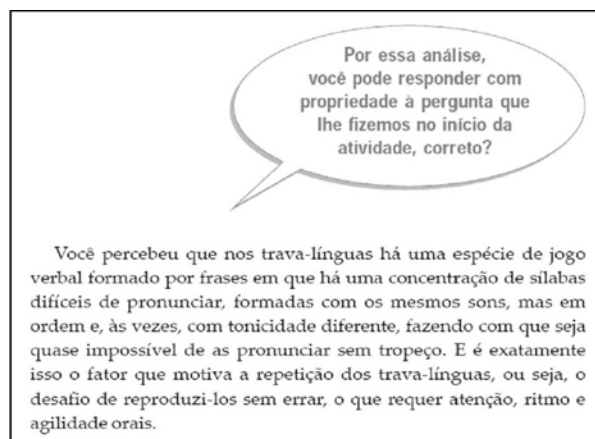 Por essa análise,
você pode responder com
propriedade à pergunta que
lhe fizemos no início da
atividade, correto?
Você percebeu que nos trava-línguas há uma espécie de jogo
verbal formado por frases em que há uma concentração de sílabas
difíceis de pronunciar, formadas com os mesmos sons, mas em
ordem e, às vezes, com tonicidade diferente, fazendo com que seja
quase impossível de as pronunciar sem tropeço. E é exatamente
isso o fator que motiva a repetição dos trava-línguas, ou seja, o
desafio de reproduzi-los sem errar, o que requer atenção, ritmo e
agilidade orais.